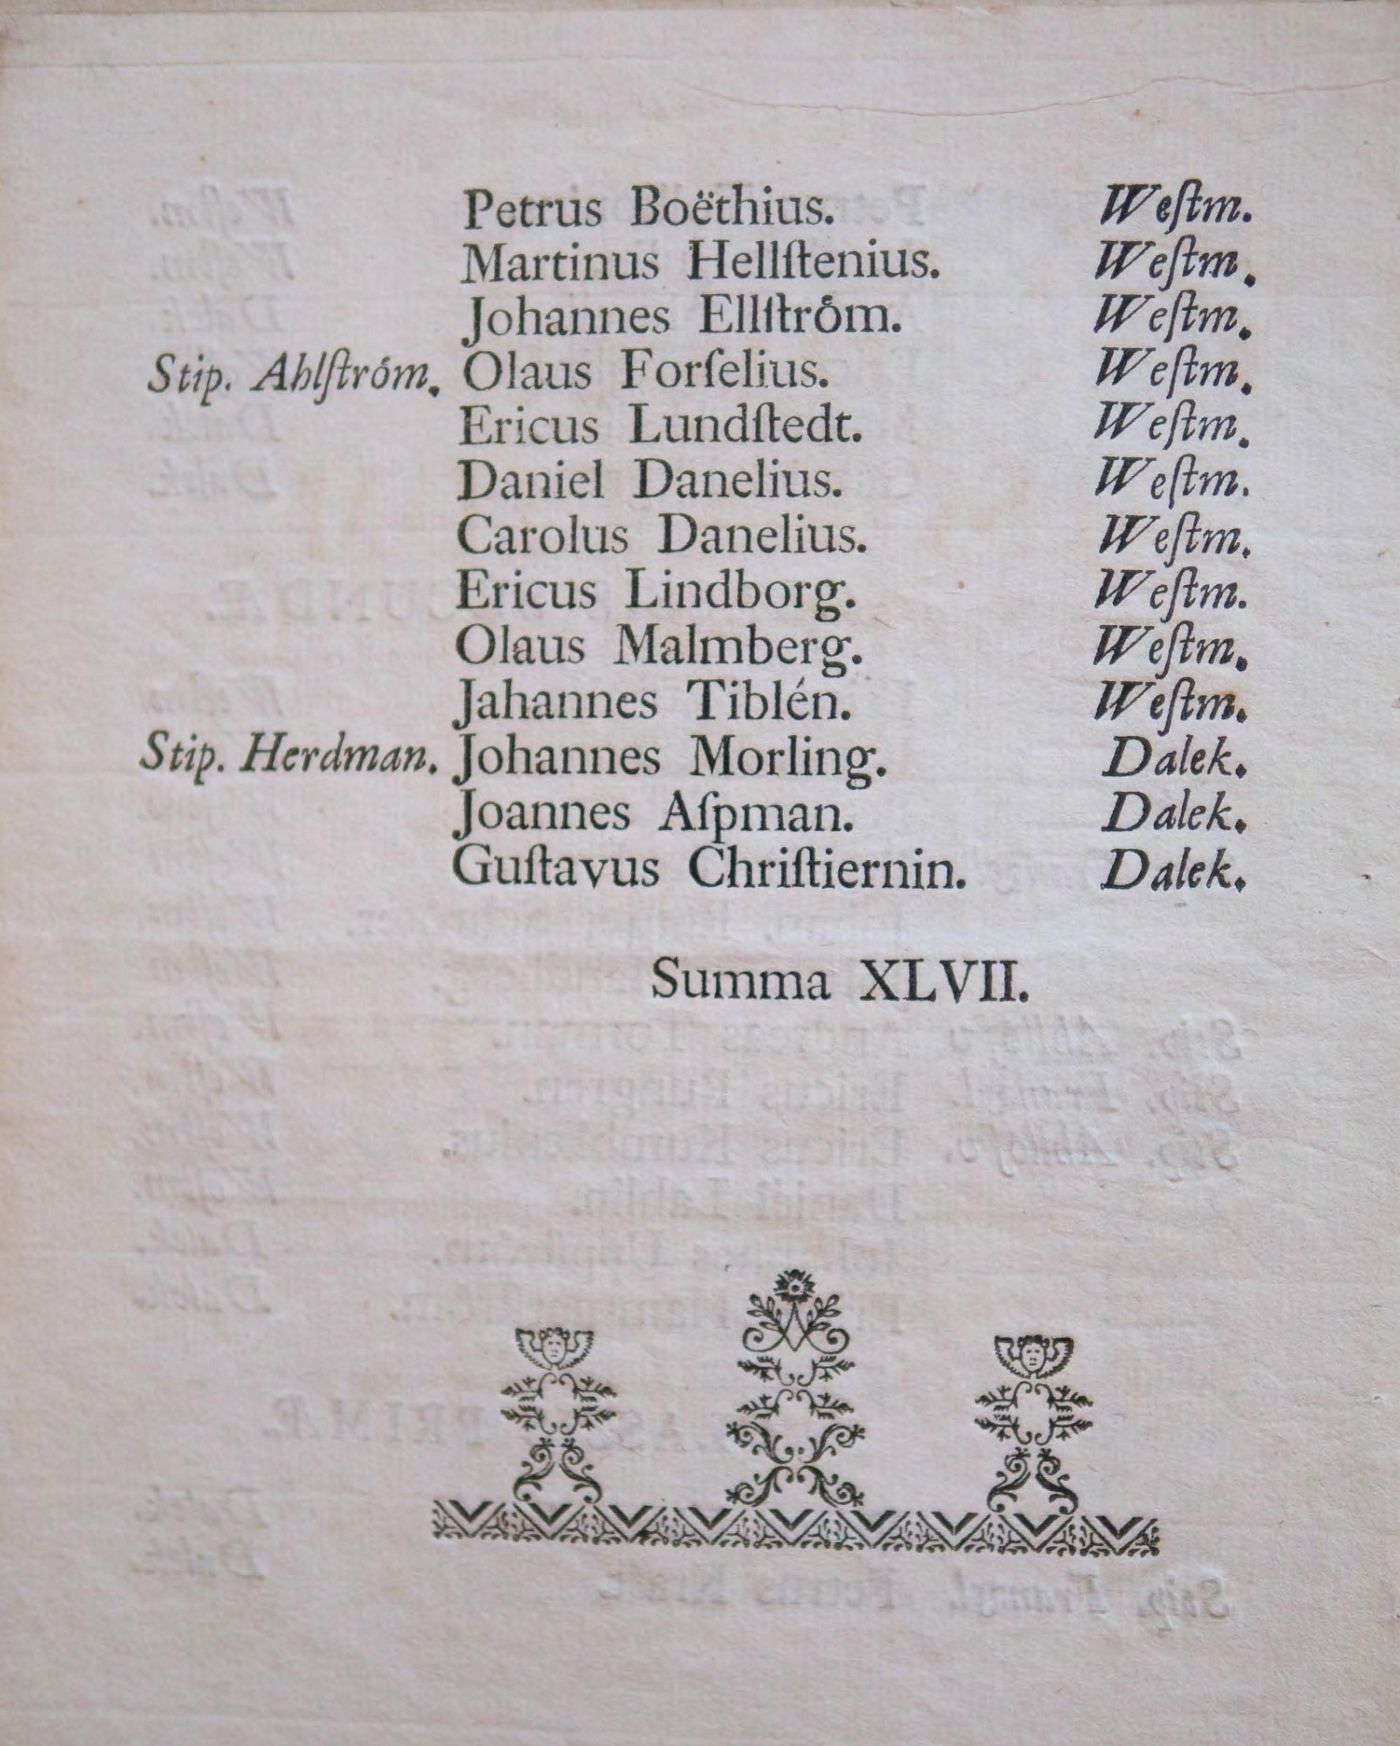 Petrus Boëthius. Weſtm.
Martinus Hellſtenius. Weſtm.
Johannes Ellſtroͤm. Weſtm.
Stip. Ahlſtröm. Olaus Forſelius. Weſtm.
Ericus Lundſtedt. Weſtm.
Daniel Danelius. Weſtm.
Carolus Danelius. Weſtm.
Ericus Lindborg. Weſtm.
Olaus Malmberg. Weſtm.
Jahannes Tiblén. Weſtm.
Stip. Herdman. Johannes Morling. Dalek.
Joannes Aſpman. Dalek.
Guſtavus Chriſtiernin. Dalek.
Summa XLVII.